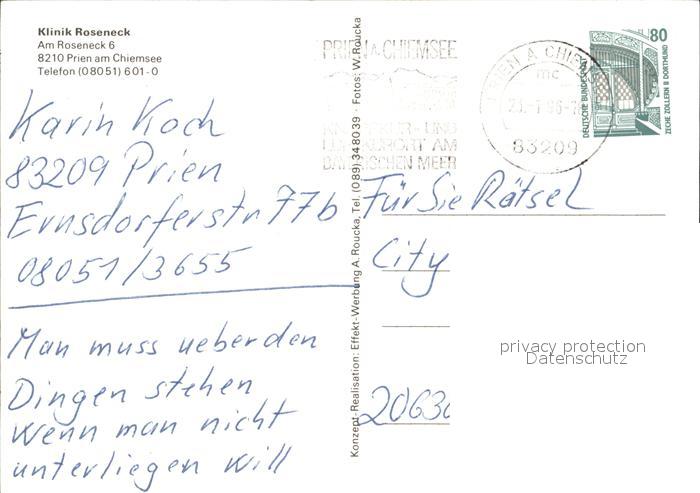 Klinik Roseneck
Am Roseneck 6
8210 Prien am Chiemsee
Telefon (08051) 601-0
Karin Koch
83209 Prien
Ernsdorferstr 77b
08051/3655
Man muss ueber den
Dingen stehen
wenn man nicht
unterliegen will
Konzept-Realisation: Effekt-Werbung A. Roucka, Tel. (089) 348039 · Fotos: W. Roucka
PRIEN A. CHIEMSEE
LUFTKURORT AM
BAYERISCHEN MEER
PRIEN A CHIEMSEE
mc
83209
80
DEUTSCHE BUNDESPOST
ZECHE ZOLLERN II DORTMUND
Für Sie Rätsel
City
2063
privacy protection
Datenschutz